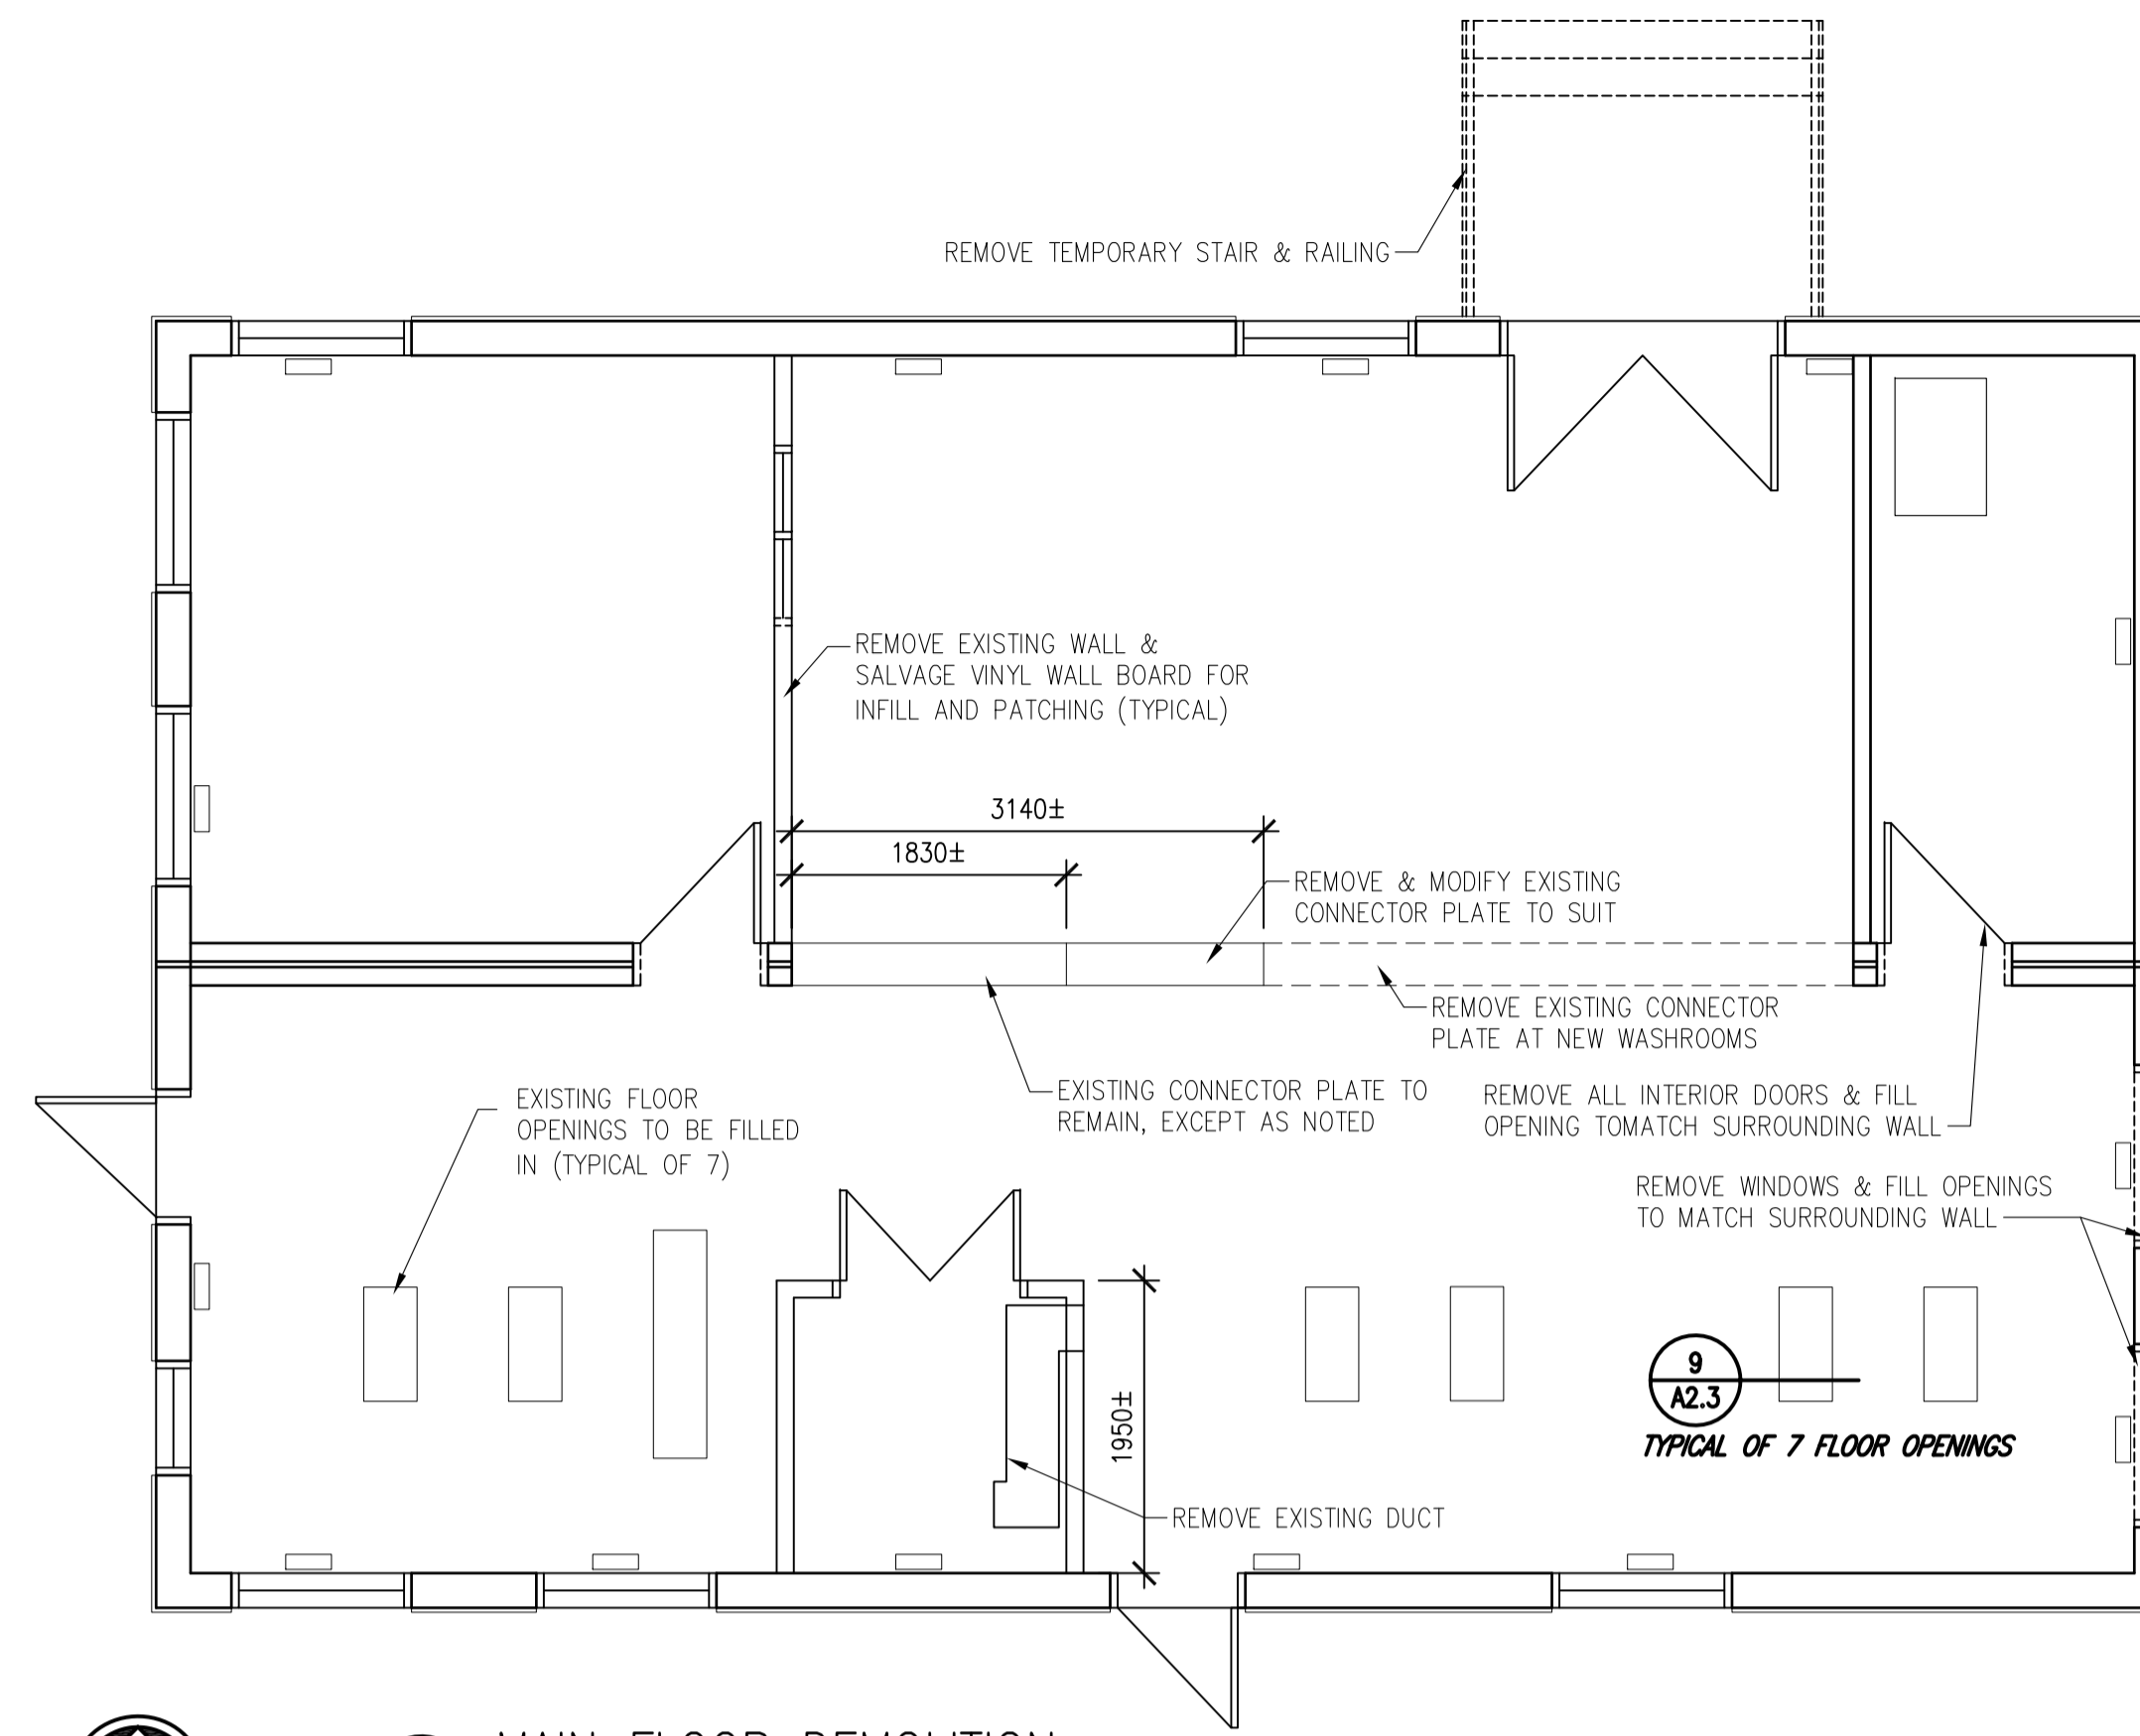 REMOVE TEMPORARY STAIR & RAILING
REMOVE EXISTING WALL &
SALVAGE VINYL WALL BOARD FOR
INFILL AND PATCHING (TYPICAL)
3140±
1830±
REMOVE & MODIFY EXISTING
CONNECTOR PLATE TO SUIT
REMOVE EXISTING CONNECTOR
PLATE AT NEW WASHROOMS
EXISTING CONNECTOR PLATE TO
REMAIN, EXCEPT AS NOTED
REMOVE ALL INTERIOR DOORS & FILL
OPENING TOMATCH SURROUNDING WALL
EXISTING FLOOR
OPENINGS TO BE FILLED
IN (TYPICAL OF 7)
REMOVE WINDOWS & FILL OPENINGS
TO MATCH SURROUNDING WALL
9
A2.3
TYPICAL OF 7 FLOOR OPENINGS
1950±
REMOVE EXISTING DUCT
MAIN FLOOR DEMOLITION